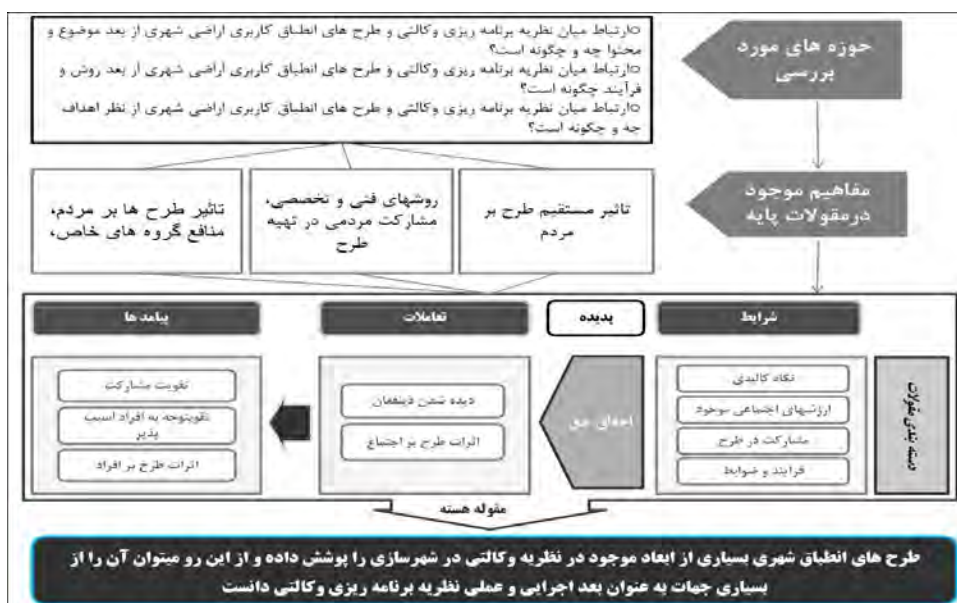 حوزه های مورد
بررسی
○ارتباط میان نظریه برنامه ریزی وکالتی و طرح های انطباق کاربری اراضی شهری از بعد موضوع و
محتوا چه و چگونه است؟
○ارتباط میان نظریه برنامه ریزی وکالتی و طرح های انطباق کاربری اراضی شهری از بعد روش و
فرآیند چگونه است؟
○ارتباط میان نظریه برنامه ریزی وکالتی و طرح های انطباق کاربری اراضی شهری از نظر اهداف
چه و چگونه است؟
مفاهیم موجود
درمقولات پایه
تاثیر مستقیم طرح بر
مردم
روشهای فنی و تخصصی،
مشارکت مردمی در تهیه
طرح
تاثیر طرح ها بر مردم،
منافع گروه های خاص،
دسته بندی مقولات
شرایط
نگاه کالبدی
ارزشهای اجتماعی موجود
مشارکت در طرح
فرایند و ضوابط
پدیده
احقاق حق
تعاملات
دیده شدن ذینفعان
اثرات طرح بر اجتماع
پیامد ها
تقویت مشارکت
تقویتوجه به افراد آسیب
پذیر
اثرات طرح بر افراد
مقوله هسته
طرح های انطباق شهری بسیاری از ابعاد موجود در نظریه وکالتی در شهرسازی را پوشش داده و از این رو میتوان آن را از
بسیاری جهات به عنوان بعد اجرایی و عملی نظریه برنامه ریزی وکالتی دانست